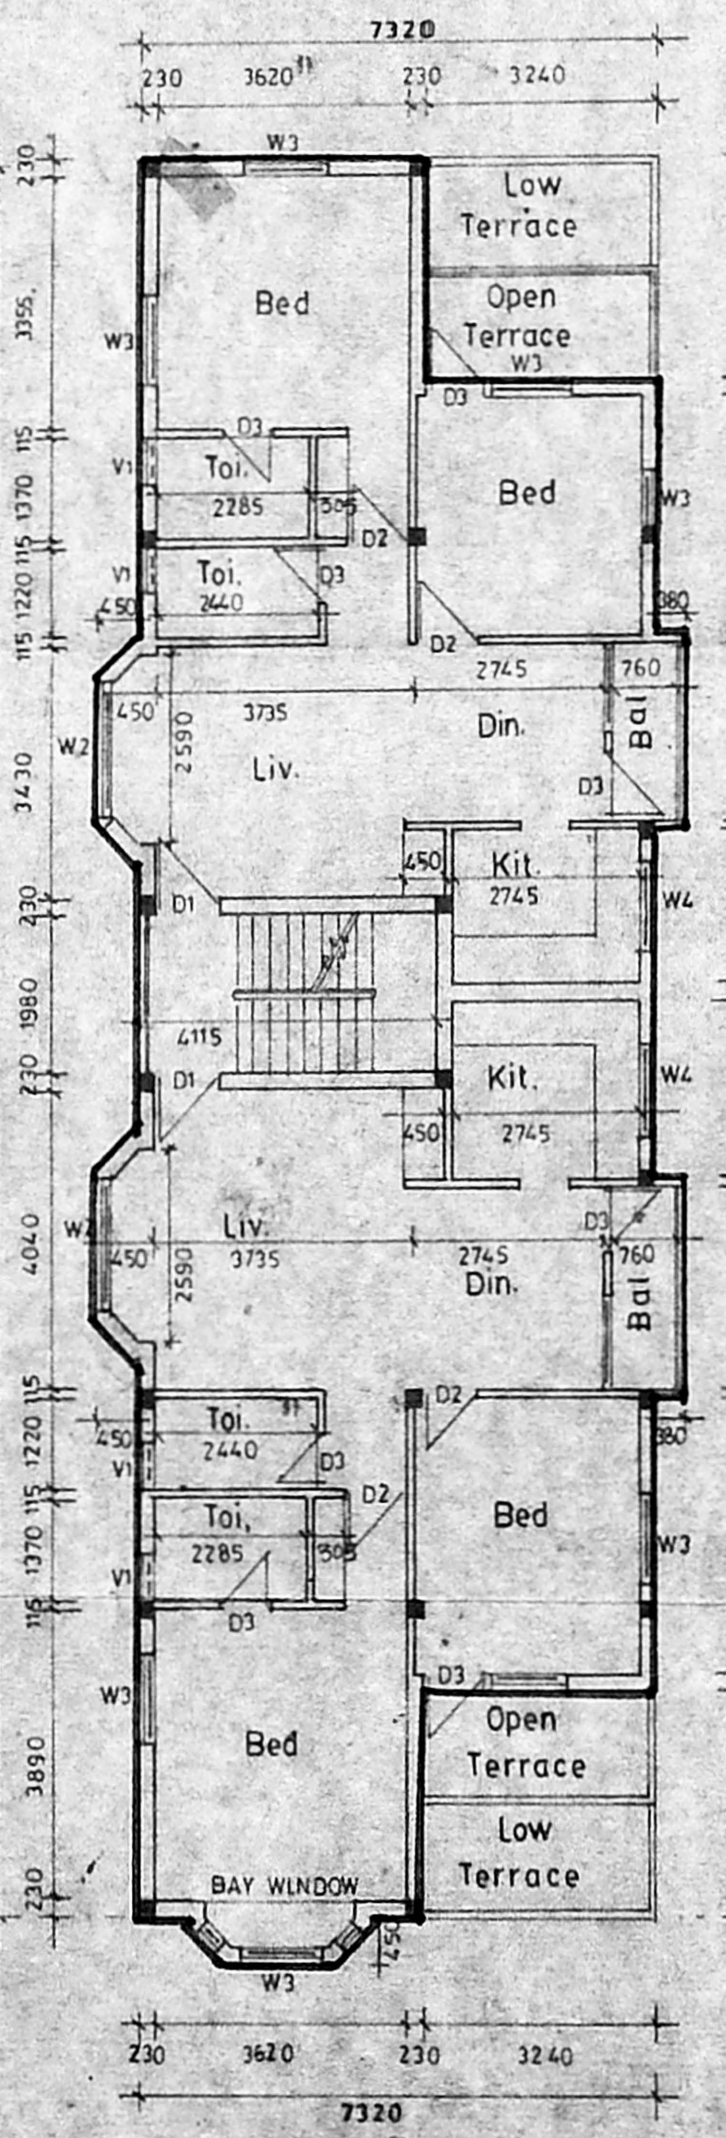 7320
230 3620 230 3240
W3
230
Low
Terrace
Open
Terrace
Bed
3355
W3
W3
D3
D3
115
V1
Toi.
Bed
W3
2285 305
1370
D2
115
V1
Toi.
D3
1220
450
2440
380
115
D2
2745 760
450 3735
2590
Din.
Bal
W2
Liv.
3430
D3
450
Kit.
2745
W4
D1
230
1980
4115
230
D1
Kit.
W4
450
2745
Liv.
D3
4040
450 3735 2745 760
2590
Din.
Bal
115
D2
Toi.
450
2440
380
1220
V1
D3
115
D2
Toi.
Bed
2285 305
W3
1370
V1
115
D3
D3
W3
Open
Terrace
Bed
3890
Low
Terrace
BAY WINDOW
230
450
W3
230 3620 230 3240
7320